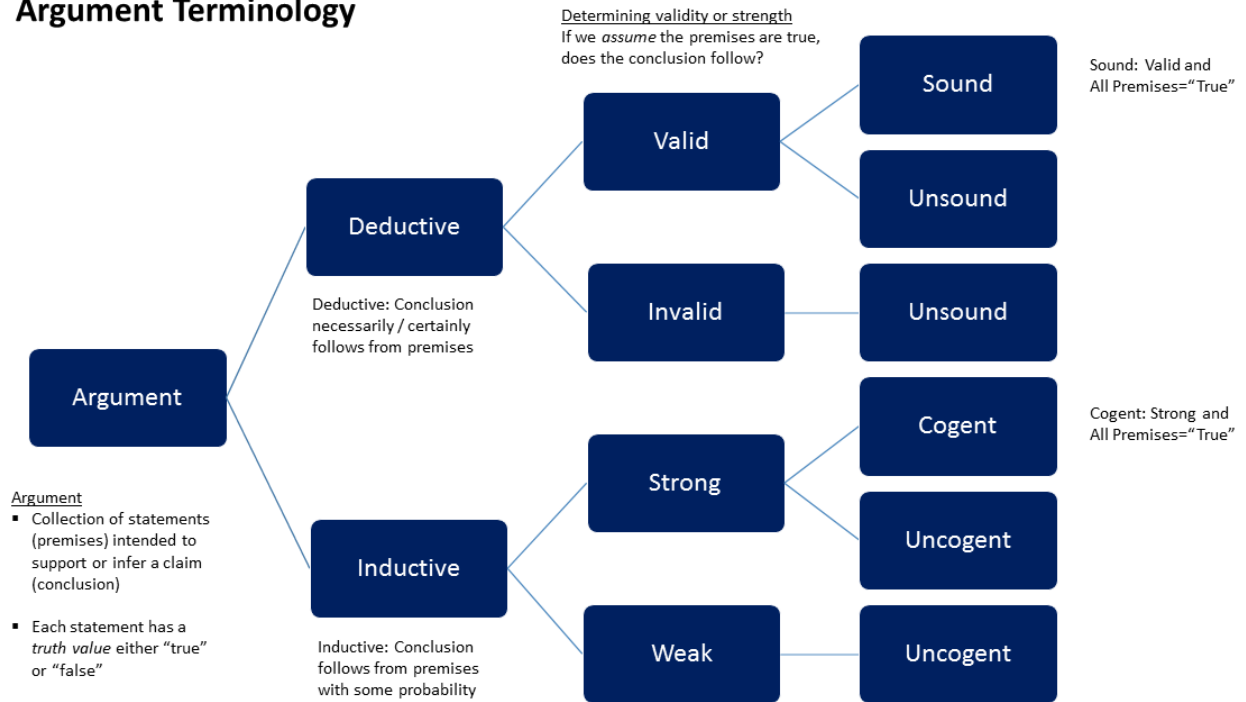 Argument Terminology
Determining validity or strength
If we assume the premises are true,
does the conclusion follow?
Sound
Sound: Valid and
All Premises=“True”
Valid
Unsound
Deductive
Deductive: Conclusion
necessarily / certainly
follows from premises
Invalid
Unsound
Argument
Argument
▪ Collection of statements
(premises) intended to
support or infer a claim
(conclusion)
▪ Each statement has a
truth value either “true”
or “false”
Cogent
Cogent: Strong and
All Premises=“True”
Strong
Uncogent
Inductive
Inductive: Conclusion
follows from premises
with some probability
Weak
Uncogent